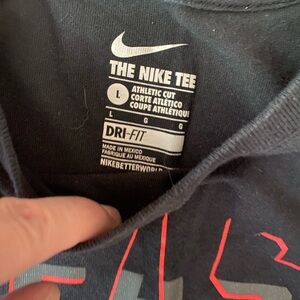 THE NIKE TEE
L
ATHLETIC CUT
CORTE ATLÉTICO
COUPE ATHLÉTIQUE
L G G
DRI-FIT
MADE IN MEXICO
FABRIQUÉ AU MEXIQUE
NIKEBETTERWORLD